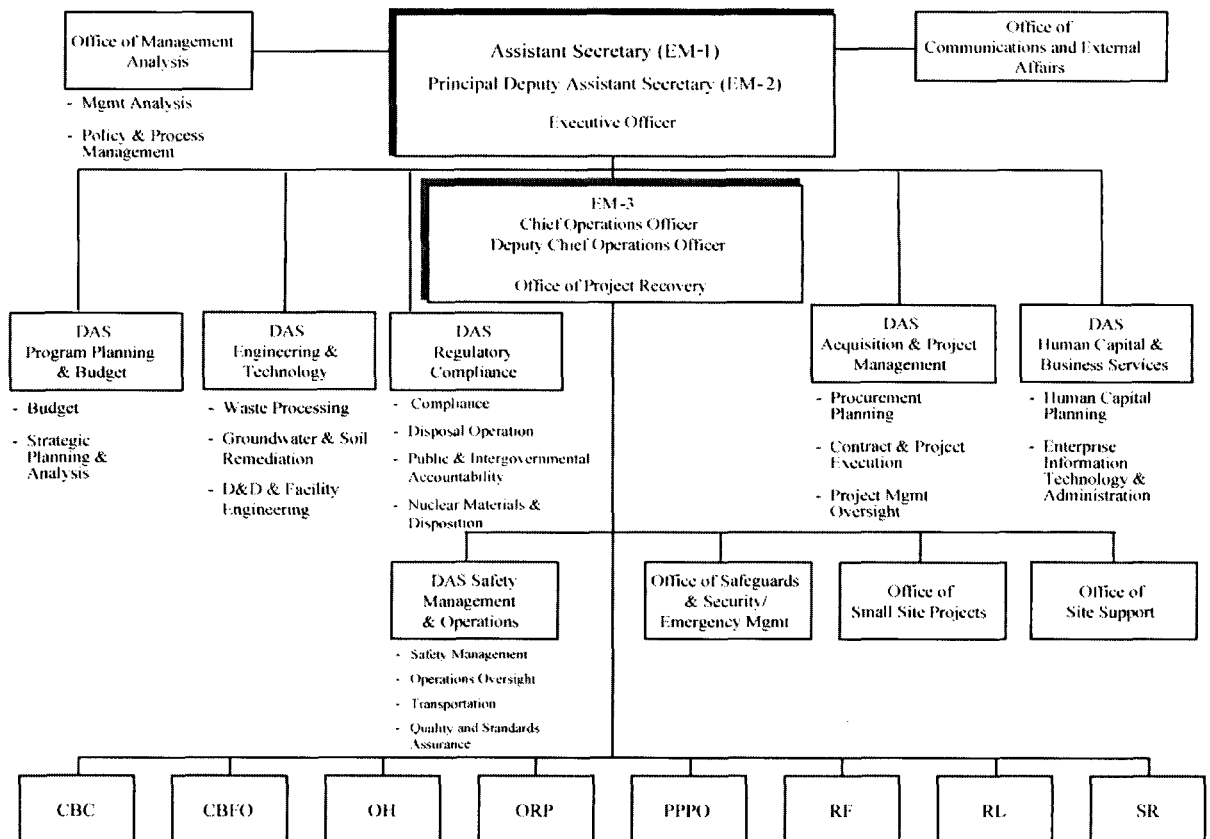 Office of Management
Analysis
- Mgmt Analysis
- Policy & Process
Management
Assistant Secretary (EM-1)
Principal Deputy Assistant Secretary (EM-2)
Executive Officer
Office of
Communications and External
Affairs
EM-3
Chief Operations Officer
Deputy Chief Operations Officer
Office of Project Recovery
DAS
Program Planning
& Budget
- Budget
- Strategic
Planning &
Analysis
DAS
Engineering &
Technology
- Waste Processing
- Groundwater & Soil
Remediation
- D&D & Facility
Engineering
DAS
Regulatory
Compliance
- Compliance
- Disposal Operation
- Public & Intergovernmental
Accountability
- Nuclear Materials &
Disposition
DAS
Acquisition & Project
Management
- Procurement
Planning
- Contract & Project
Execution
- Project Mgmt
Oversight
DAS
Human Capital &
Business Services
- Human Capital
Planning
- Enterprise
Information
Technology &
Administration
DAS Safety
Management
& Operations
- Safety Management
- Operations Oversight
- Transportation
- Quality and Standards
Assurance
Office of Safeguards
& Security/
Emergency Mgmt
Office of
Small Site Projects
Office of
Site Support
CBC
CBFO
OH
ORP
PPPO
RF
RL
SR